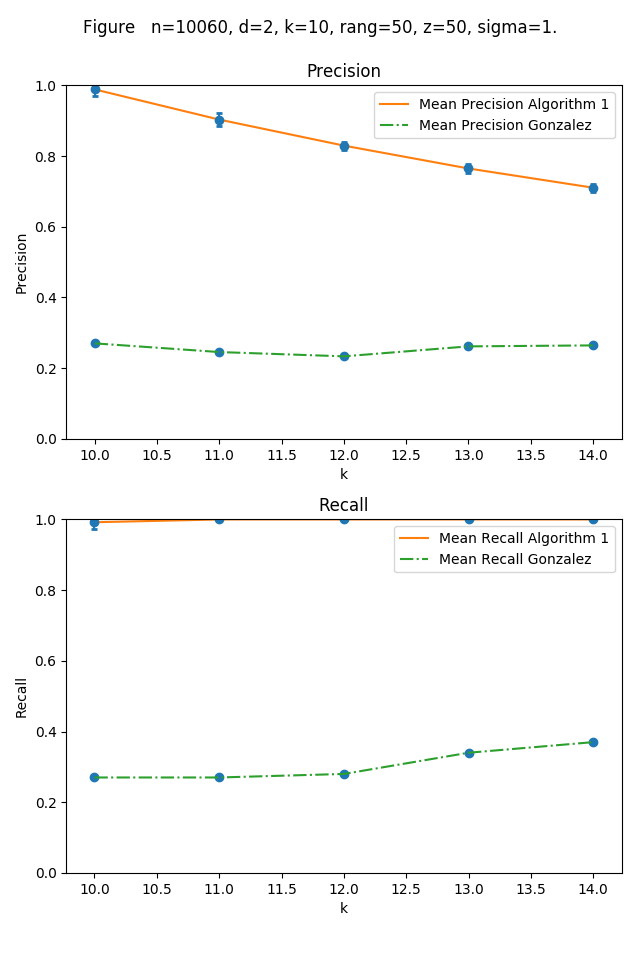 Figure   n=10060, d=2, k=10, rang=50, z=50, sigma=1.
Precision
1.0
0.8
0.6
0.4
0.2
0.0
Precision
Mean Precision Algorithm 1
Mean Precision Gonzalez
10.0 10.5 11.0 11.5 12.0 12.5 13.0 13.5 14.0
k
Recall
1.0
0.8
0.6
0.4
0.2
0.0
Recall
Mean Recall Algorithm 1
Mean Recall Gonzalez
10.0 10.5 11.0 11.5 12.0 12.5 13.0 13.5 14.0
k